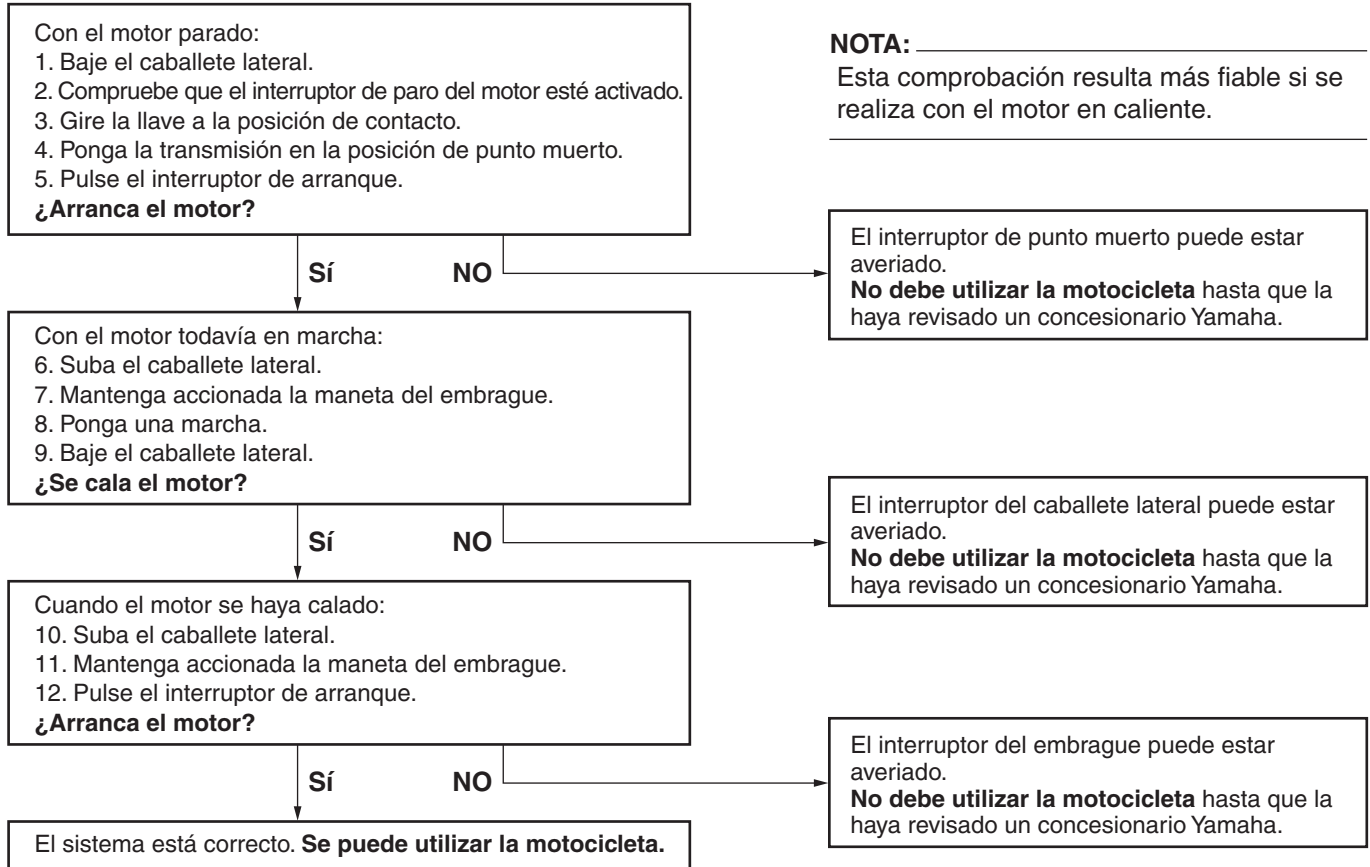 Con el motor parado:
1. Baje el caballete lateral.
2. Compruebe que el interruptor de paro del motor esté activado.
3. Gire la llave a la posición de contacto.
4. Ponga la transmisión en la posición de punto muerto.
5. Pulse el interruptor de arranque.
¿Arranca el motor?
NOTA:
Esta comprobación resulta más fiable si se
realiza con el motor en caliente.
Sí NO
El interruptor de punto muerto puede estar
averiado.
No debe utilizar la motocicleta hasta que la
haya revisado un concesionario Yamaha.
Con el motor todavía en marcha:
6. Suba el caballete lateral.
7. Mantenga accionada la maneta del embrague.
8. Ponga una marcha.
9. Baje el caballete lateral.
¿Se cala el motor?
Sí NO
El interruptor del caballete lateral puede estar
averiado.
No debe utilizar la motocicleta hasta que la
haya revisado un concesionario Yamaha.
Cuando el motor se haya calado:
10. Suba el caballete lateral.
11. Mantenga accionada la maneta del embrague.
12. Pulse el interruptor de arranque.
¿Arranca el motor?
Sí NO
El interruptor del embrague puede estar
averiado.
No debe utilizar la motocicleta hasta que la
haya revisado un concesionario Yamaha.
El sistema está correcto. Se puede utilizar la motocicleta.